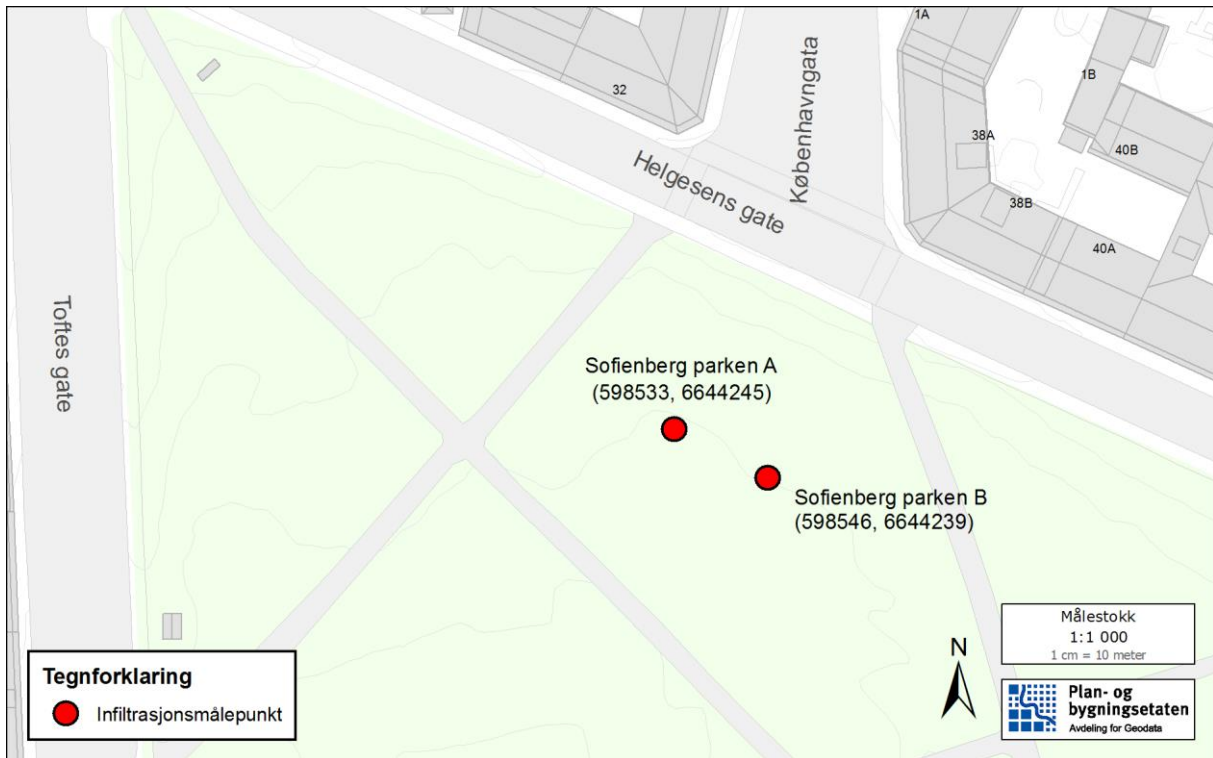 1A
32
1B
38A
40B
38B
40A
Københavngata
Helgesens gate
Toftes gate
Sofienberg parken A
(598533, 6644245)
Sofienberg parken B
(598546, 6644239)
N
Målestokk
1:1 000
1 cm = 10 meter
Plan- og
bygningsetaten
Avdeling for Geodata
Tegnforklaring
Infiltrasjonsmålepunkt